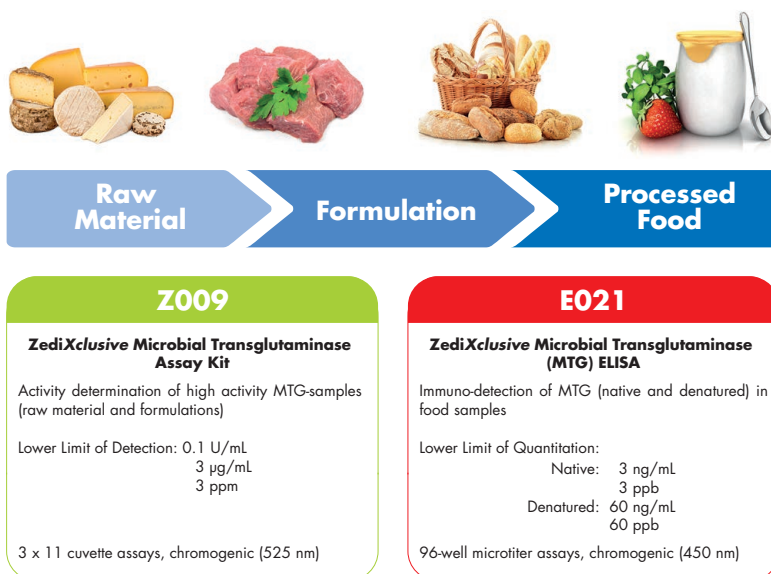 Raw
Material
Formulation
Processed
Food
Z009
ZediXclusive Microbial Transglutaminase
Assay Kit
Activity determination of high activity MTG-samples
(raw material and formulations)
Lower Limit of Detection: 0.1 U/mL
3 µg/mL
3 ppm
3 x 11 cuvette assays, chromogenic (525 nm)
E021
ZediXclusive Microbial Transglutaminase
(MTG) ELISA
Immuno-detection of MTG (native and denatured) in
food samples
Lower Limit of Quantitation:
Native: 3 ng/mL
3 ppb
Denatured: 60 ng/mL
60 ppb
96-well microtiter assays, chromogenic (450 nm)